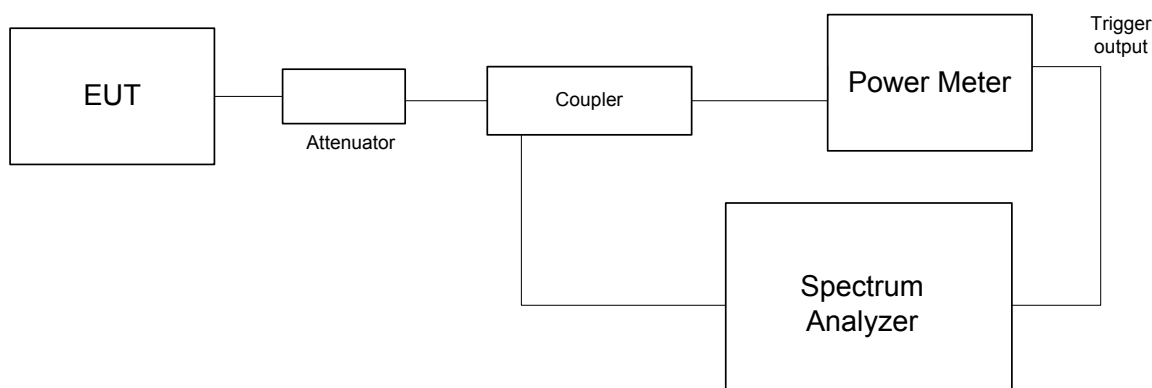 EUT
Attenuator
Coupler
Power Meter
Trigger
output
Spectrum
Analyzer